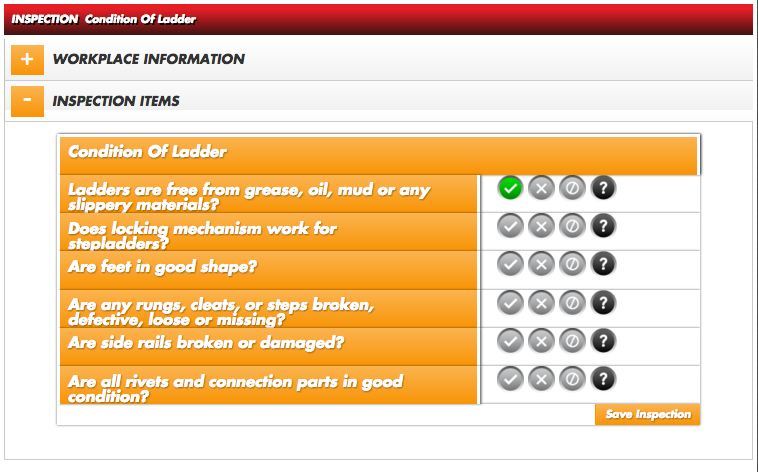 INSPECTION Condition Of Ladder
+ WORKPLACE INFORMATION
- INSPECTION ITEMS
Condition Of Ladder
Ladders are free from grease, oil, mud or any
slippery materials?
?
Does locking mechanism work for
stepladders?
?
Are feet in good shape?
?
Are any rungs, cleats, or steps broken,
defective, loose or missing?
?
Are side rails broken or damaged?
?
Are all rivets and connection parts in good
condition?
?
Save Inspection